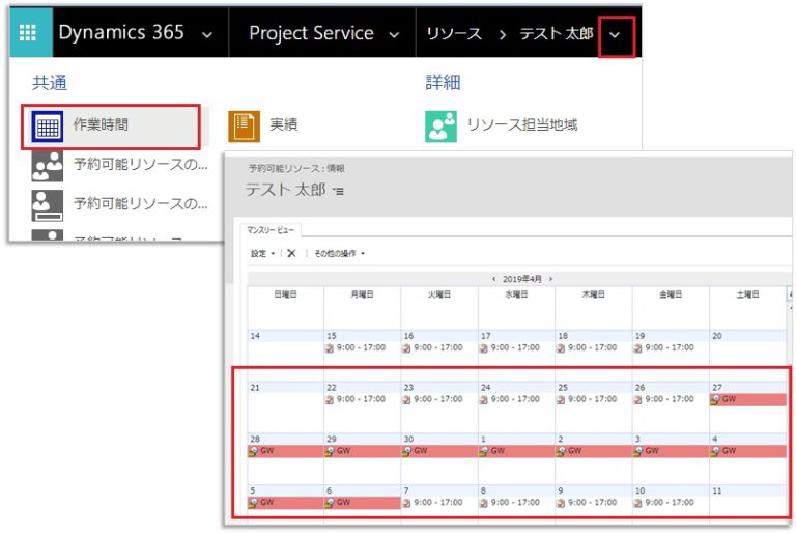 Dynamics 365 Project Service リソース > テスト 太郎
共通 詳細
作業時間 実績 リソース担当地域
予約可能リソースの...
予約可能リソースの...
予約可能リソース : 情報
テスト 太郎
マンスリー ビュー
設定 その他の操作
2019年4月
日曜日 月曜日 火曜日 水曜日 木曜日 金曜日 土曜日
14 15 16 17 18 19 20
9:00 - 17:00 9:00 - 17:00 9:00 - 17:00 9:00 - 17:00 9:00 - 17:00
21 22 23 24 25 26 27
9:00 - 17:00 9:00 - 17:00 9:00 - 17:00 9:00 - 17:00 9:00 - 17:00 GW
28 29 30 1 2 3 4
GW GW GW GW GW GW GW
5 6 7 8 9 10 11
GW GW 9:00 - 17:00 9:00 - 17:00 9:00 - 17:00 9:00 - 17:00